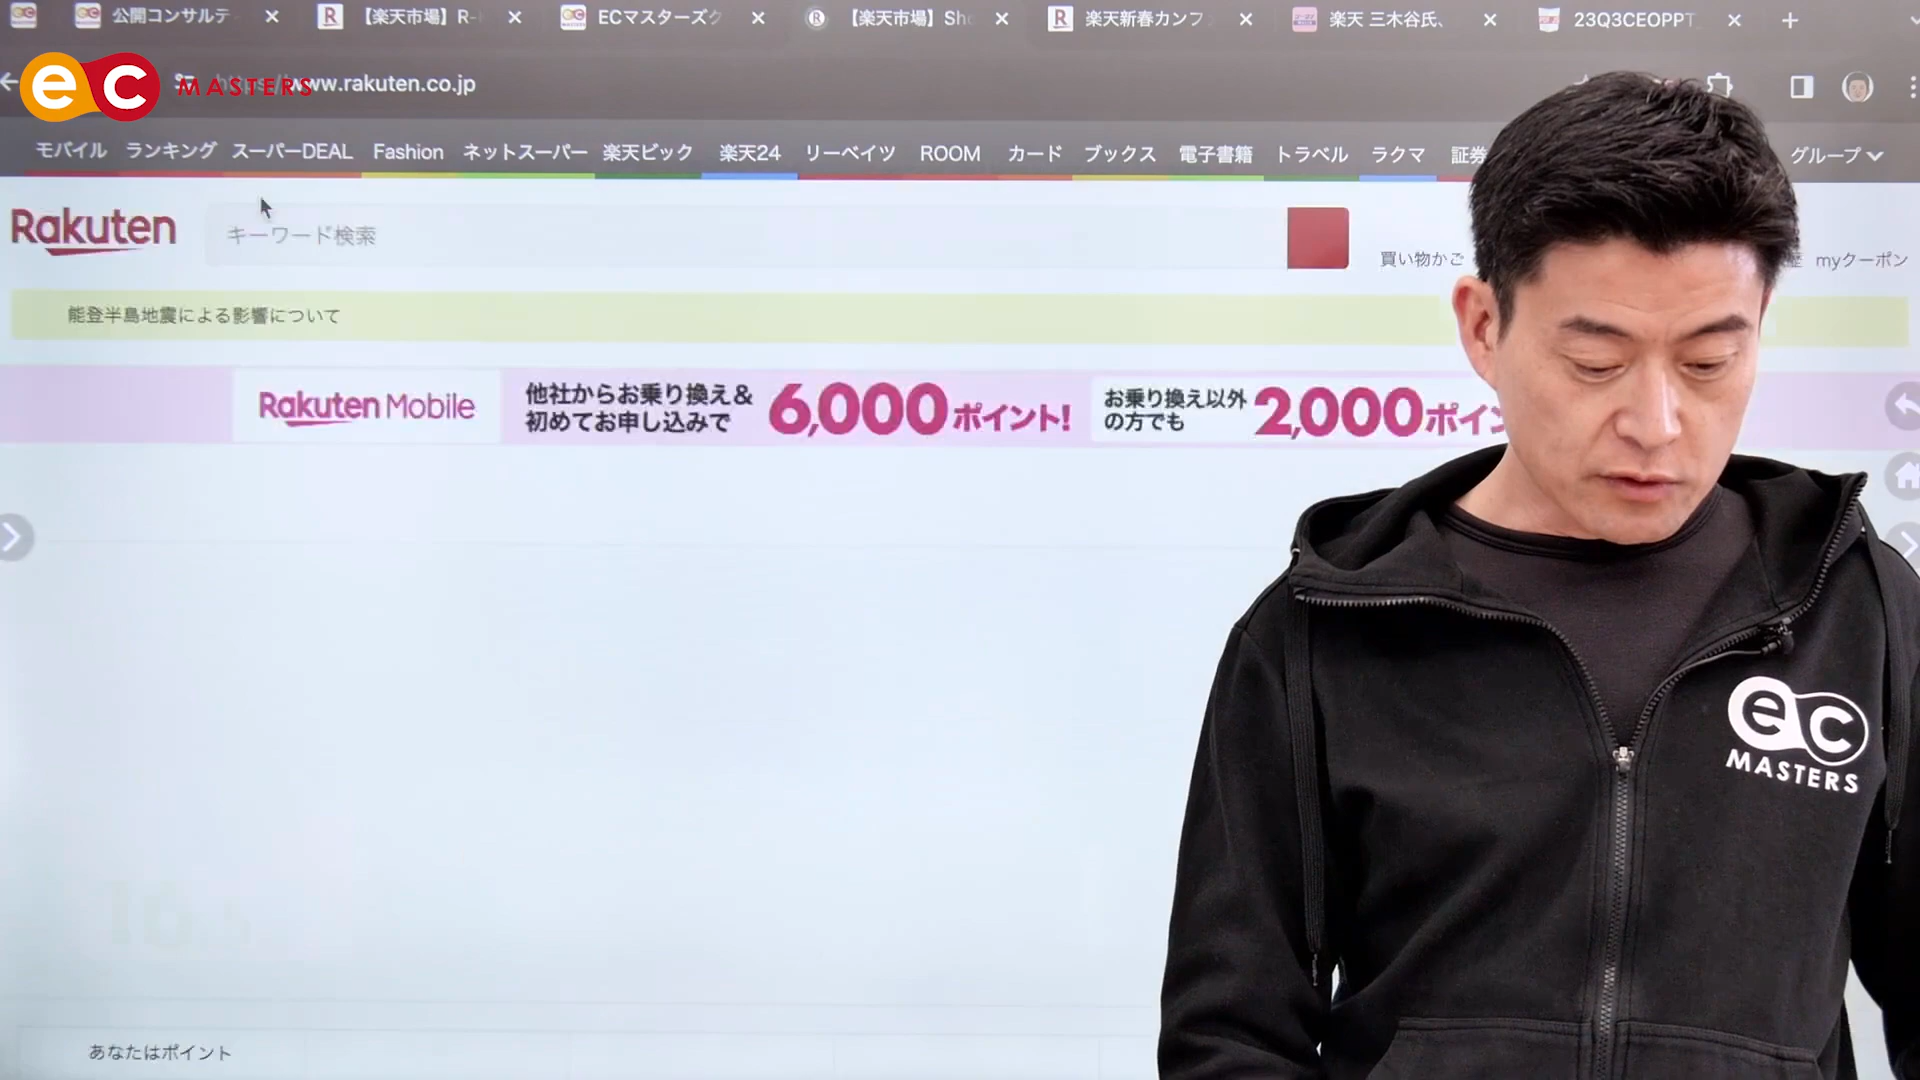 公開コンサルテ
【楽天市場】R-
ECマスターズク
【楽天市場】Sh
楽天新春カンフ
楽天 三木谷氏、
23Q3CEOPPT
ec MASTERS
www.rakuten.co.jp
モバイル ランキング スーパーDEAL Fashion ネットスーパー 楽天ビック 楽天24 リーベイツ ROOM カード ブックス 電子書籍 トラベル ラクマ 証券 グループ
Rakuten
キーワード検索
買い物かご
myクーポン
能登半島地震による影響について
Rakuten Mobile
他社からお乗り換え&
初めてお申し込みで
6,000ポイント!
お乗り換え以外
の方でも
2,000ポイン
ec
MASTERS
あなたはポイント